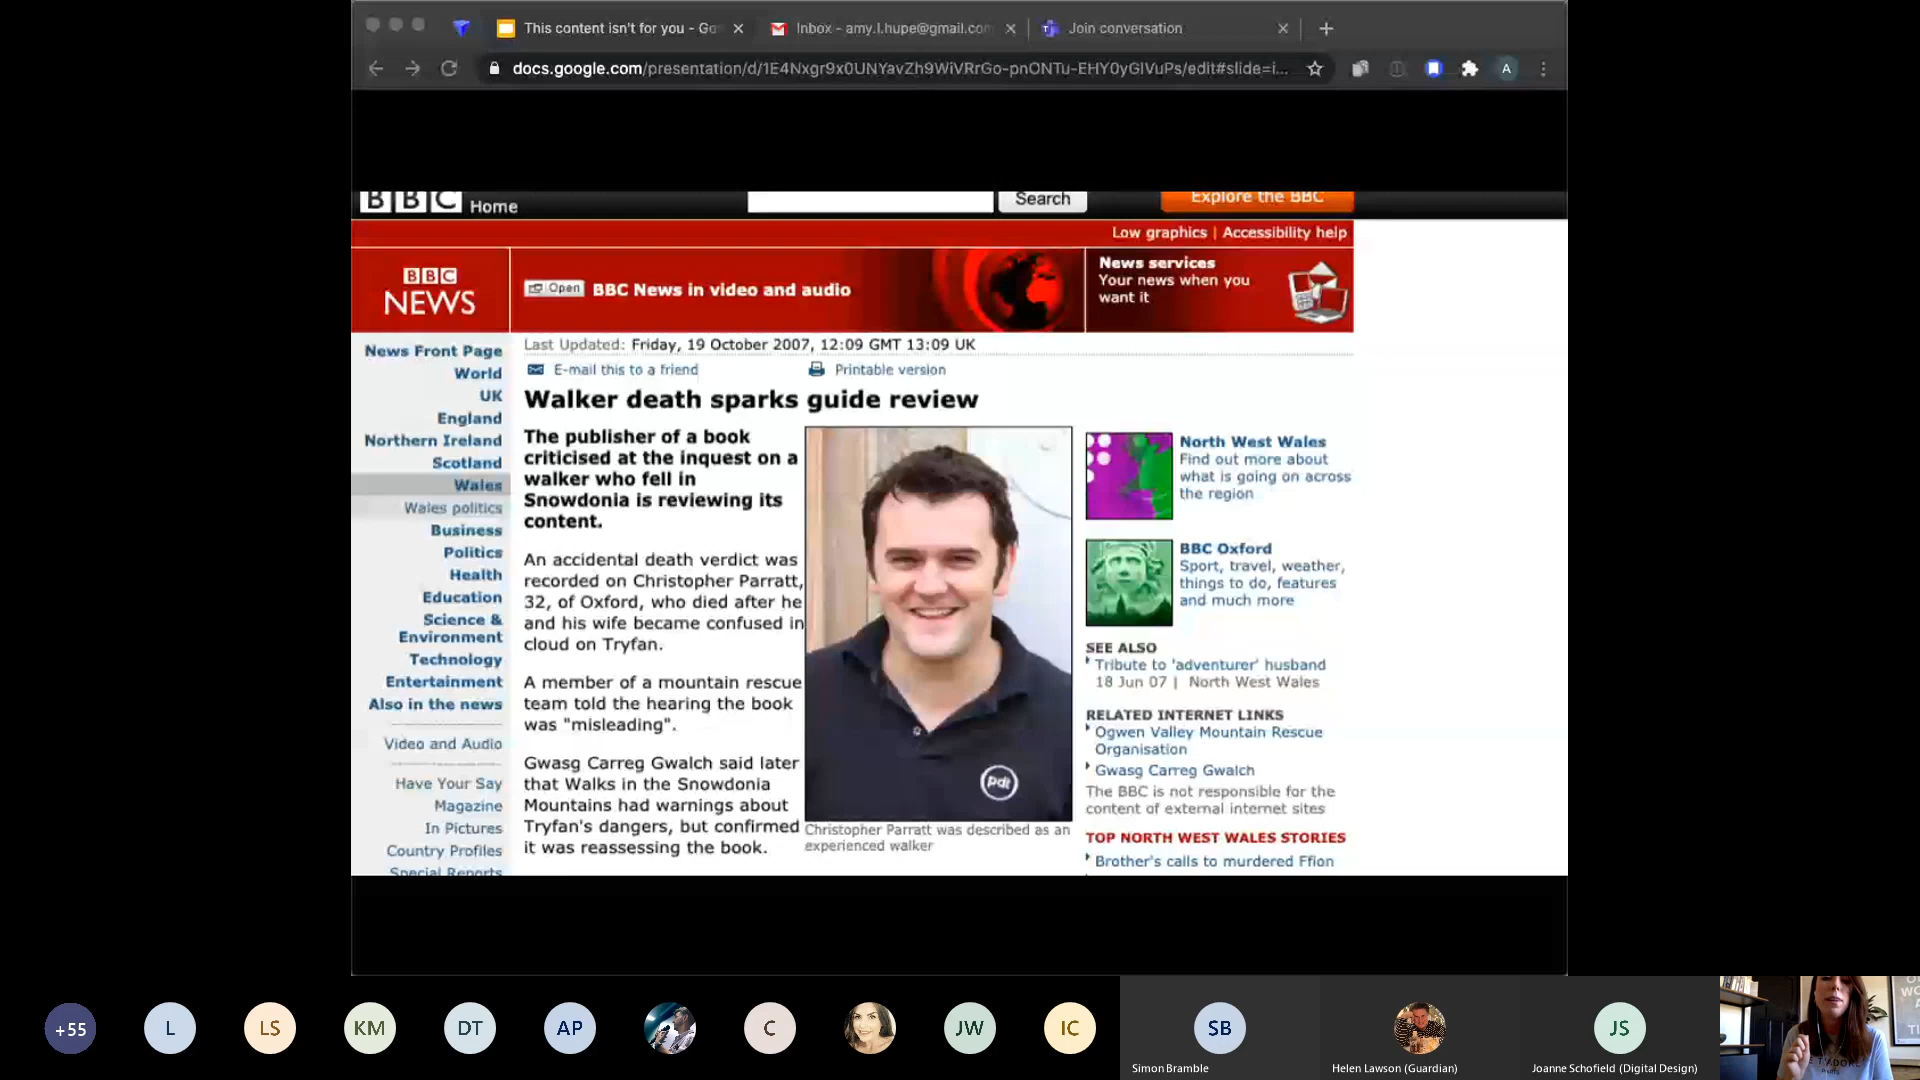 This content isn't for you - Go
Inbox - amy.l.hupe@gmail.com
Join conversation
docs.google.com/presentation/d/1E4Nxgr9x0UNYavZh9WiVRrGo-pnONTu-EHY0yGlVuPs/edit#slide=i...
A
BBC Home
Search
Explore the BBC
Low graphics | Accessibility help
BBC
NEWS
Open
BBC News in video and audio
News services
Your news when you
want it
News Front Page
World
UK
England
Northern Ireland
Scotland
Wales
Wales politics
Business
Politics
Health
Education
Science &
Environment
Technology
Entertainment
Also in the news
Video and Audio
Have Your Say
Magazine
In Pictures
Country Profiles
Special Reports
Last Updated: Friday, 19 October 2007, 12:09 GMT 13:09 UK
E-mail this to a friend
Printable version
Walker death sparks guide review
The publisher of a book
criticised at the inquest on a
walker who fell in
Snowdonia is reviewing its
content.
An accidental death verdict was
recorded on Christopher Parratt,
32, of Oxford, who died after he
and his wife became confused in
cloud on Tryfan.
A member of a mountain rescue
team told the hearing the book
was "misleading".
Gwasg Carreg Gwalch said later
that Walks in the Snowdonia
Mountains had warnings about
Tryfan's dangers, but confirmed
it was reassessing the book.
pdt
Christopher Parratt was described as an
experienced walker
North West Wales
Find out more about
what is going on across
the region
BBC Oxford
Sport, travel, weather,
things to do, features
and much more
SEE ALSO
Tribute to 'adventurer' husband
18 Jun 07 | North West Wales
RELATED INTERNET LINKS
Ogwen Valley Mountain Rescue
Organisation
Gwasg Carreg Gwalch
The BBC is not responsible for the
content of external internet sites
TOP NORTH WEST WALES STORIES
Brother's calls to murdered Ffion
+55
L
LS
KM
DT
AP
C
JW
IC
SB
JS
Simon Bramble
Helen Lawson (Guardian)
Joanne Schofield (Digital Design)